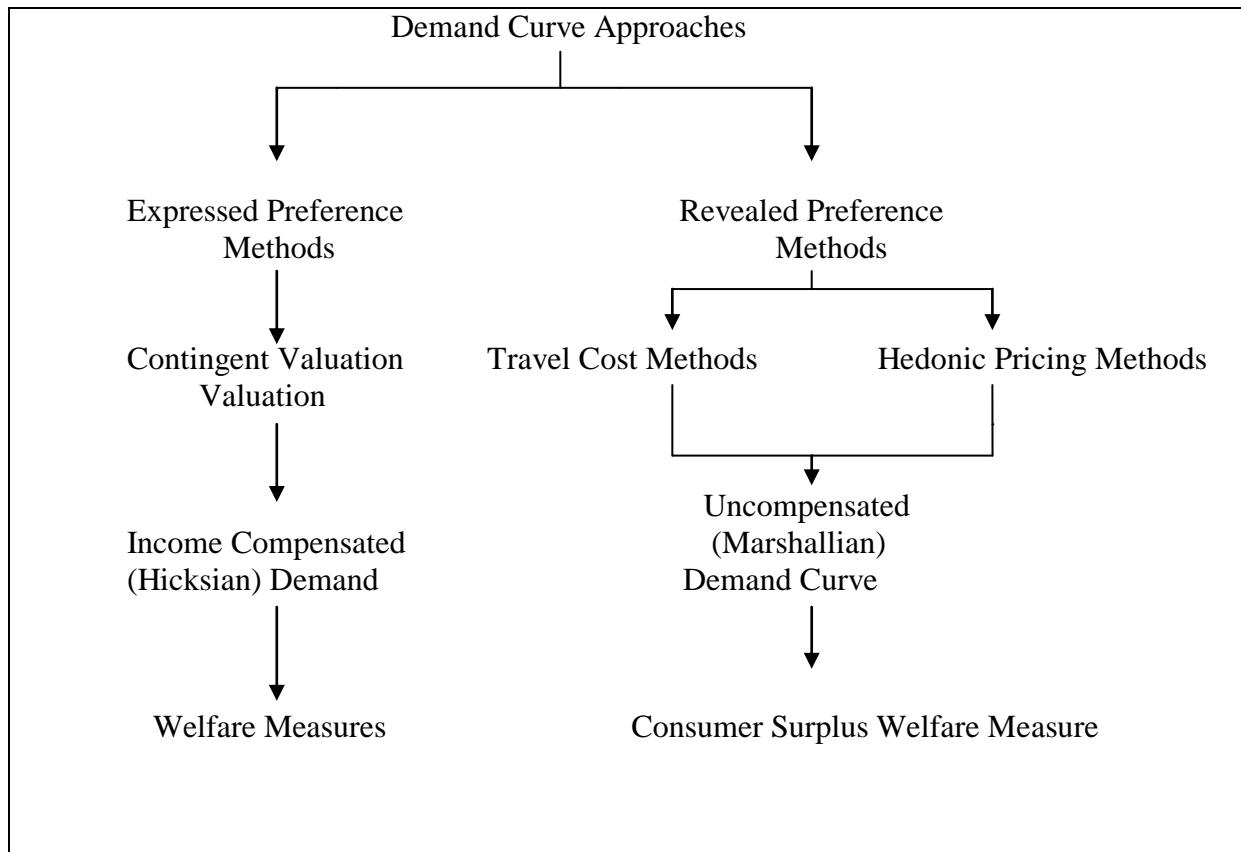 Demand Curve Approaches
Expressed Preference
Methods
Revealed Preference
Methods
Contingent Valuation
Valuation
Travel Cost Methods
Hedonic Pricing Methods
Income Compensated
(Hicksian) Demand
Uncompensated
(Marshallian)
Demand Curve
Welfare Measures
Consumer Surplus Welfare Measure